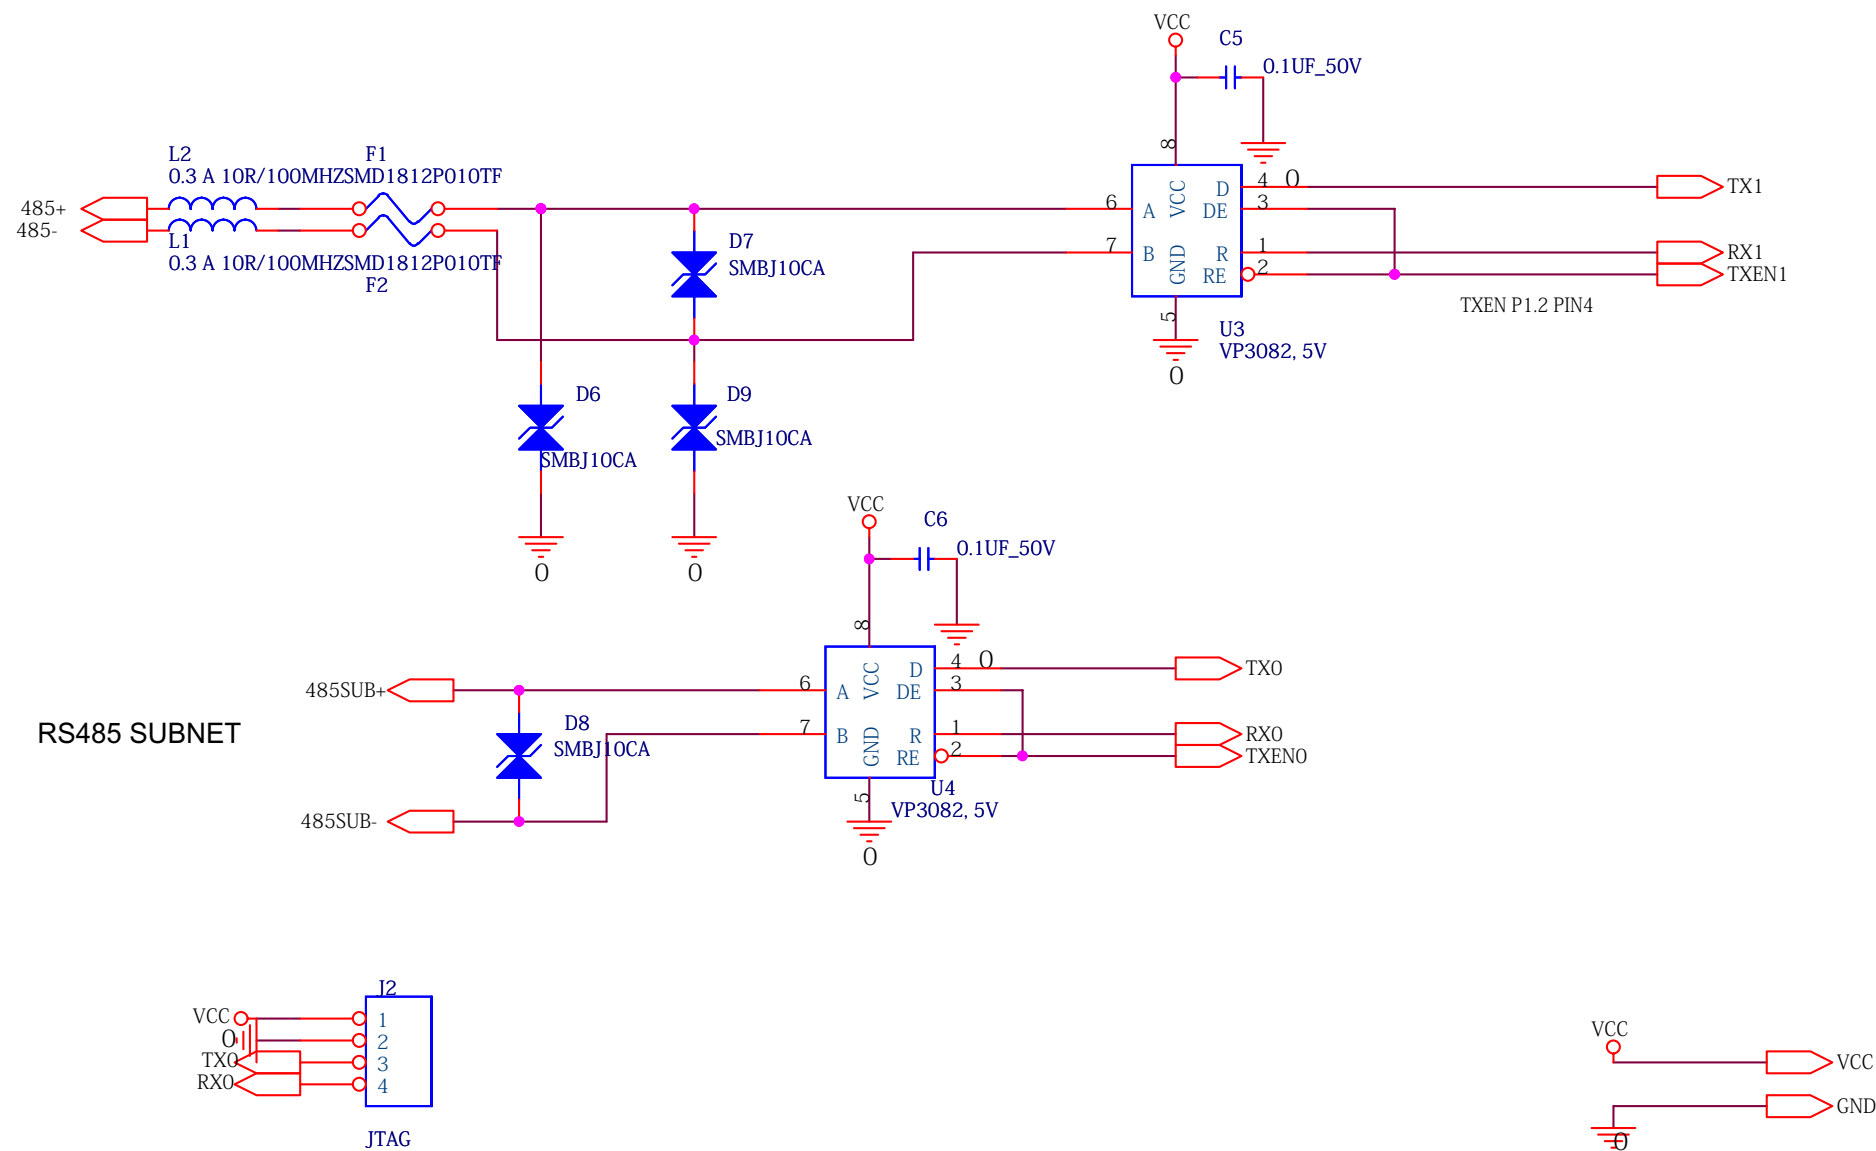 VCC
C5
0.1UF_50V
8
L2
F1
0.3 A 10R/100MHZSMD1812P010TF
485+
485-
L1
0.3 A 10R/100MHZSMD1812P010TF
F2
D7
SMBJ10CA
6
7
A
B
VCC
GND
D
DE
R
RE
4
0
3
1
2
TX1
RX1
TXEN1
TXEN P1.2 PIN4
5
0
U3
VP3082, 5V
D6
SMBJ10CA
D9
SMBJ10CA
0
0
VCC
C6
0.1UF_50V
8
485SUB+
485SUB-
RS485 SUBNET
D8
SMBJ10CA
6
7
A
B
VCC
GND
D
DE
R
RE
4
0
3
1
2
TX0
RX0
TXEN0
5
0
U4
VP3082, 5V
J2
VCC
0
TX0
RX0
1
2
3
4
JTAG
VCC
VCC
GND
0